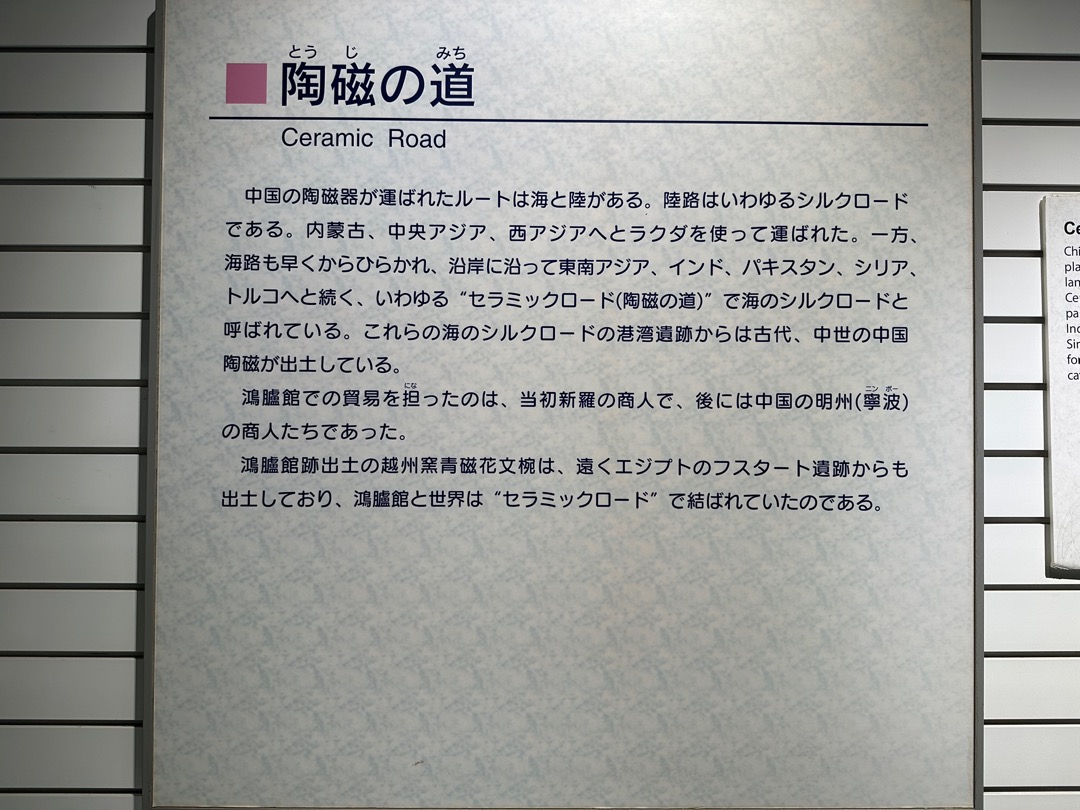 とう じ みち
陶磁の道
Ceramic Road
中国の陶磁器が運ばれたルートは海と陸がある。陸路はいわゆるシルクロード
である。内蒙古、中央アジア、西アジアへとラクダを使って運ばれた。一方、
海路も早くからひらかれ、沿岸に沿って東南アジア、インド、パキスタン、シリア、
トルコへと続く、いわゆる“セラミックロード(陶磁の道)”で海のシルクロードと
呼ばれている。これらの海のシルクロードの港湾遺跡からは古代、中世の中国
陶磁が出土している。
にな ニン ポー
鴻臚館での貿易を担ったのは、当初新羅の商人で、後には中国の明州(寧波)
の商人たちであった。
鴻臚館跡出土の越州窯青磁花文椀は、遠くエジプトのフスタート遺跡からも
出土しており、鴻臚館と世界は“セラミックロード”で結ばれていたのである。